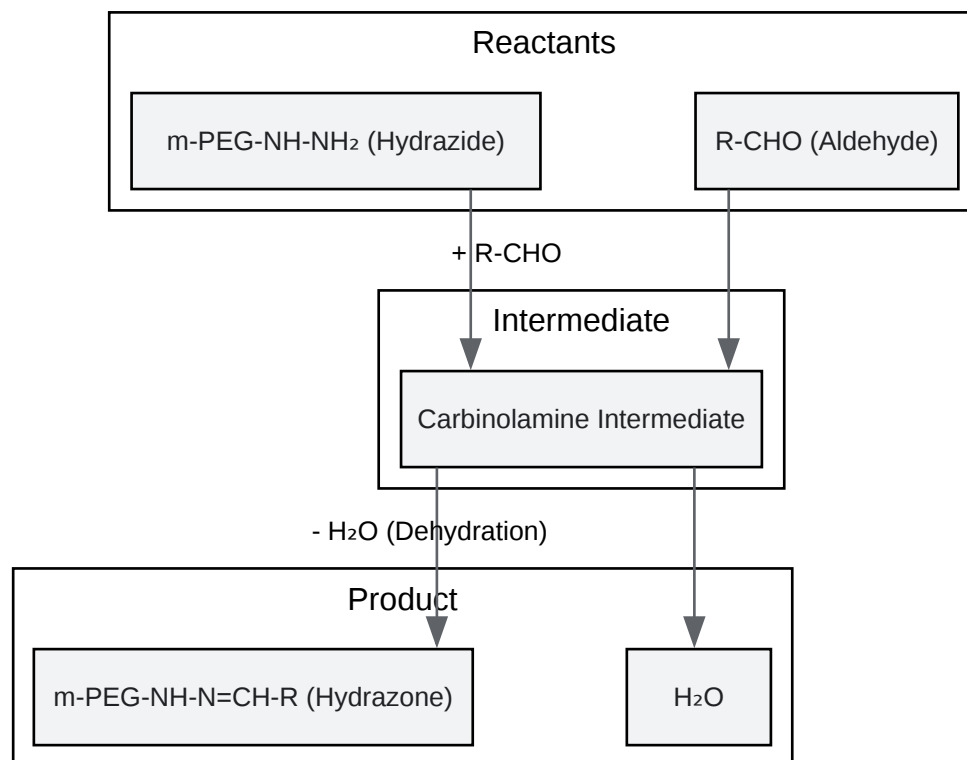 Reactants
m-PEG-NH-NH₂ (Hydrazide)
R-CHO (Aldehyde)
+ R-CHO
Intermediate
Carbinolamine Intermediate
- H₂O (Dehydration)
Product
m-PEG-NH-N=CH-R (Hydrazone)
H₂O